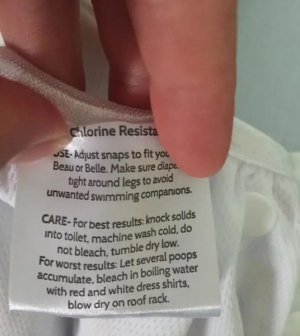 Chlorine Resista
USE- Adjust snaps to fit you
Beau or Belle. Make sure diape
tight around legs to avoid
unwanted swimming companions.
CARE- For best results: knock solids
into toilet, machine wash cold, do
not bleach, tumble dry low.
For worst results: Let several poops
accumulate, bleach in boiling water
with red and white dress shirts,
blow dry on roof rack.